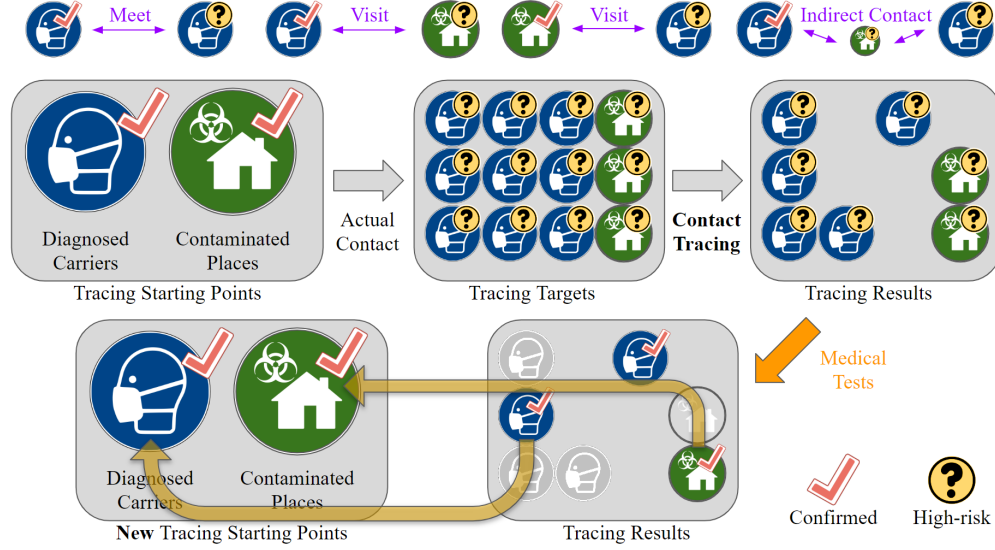 Meet
Visit
Visit
Indirect Contact
Diagnosed
Carriers
Contaminated
Places
Tracing Starting Points
Actual
Contact
Tracing Targets
Contact
Tracing
Tracing Results
Medical
Tests
Diagnosed
Carriers
Contaminated
Places
New Tracing Starting Points
Tracing Results
Confirmed
High-risk